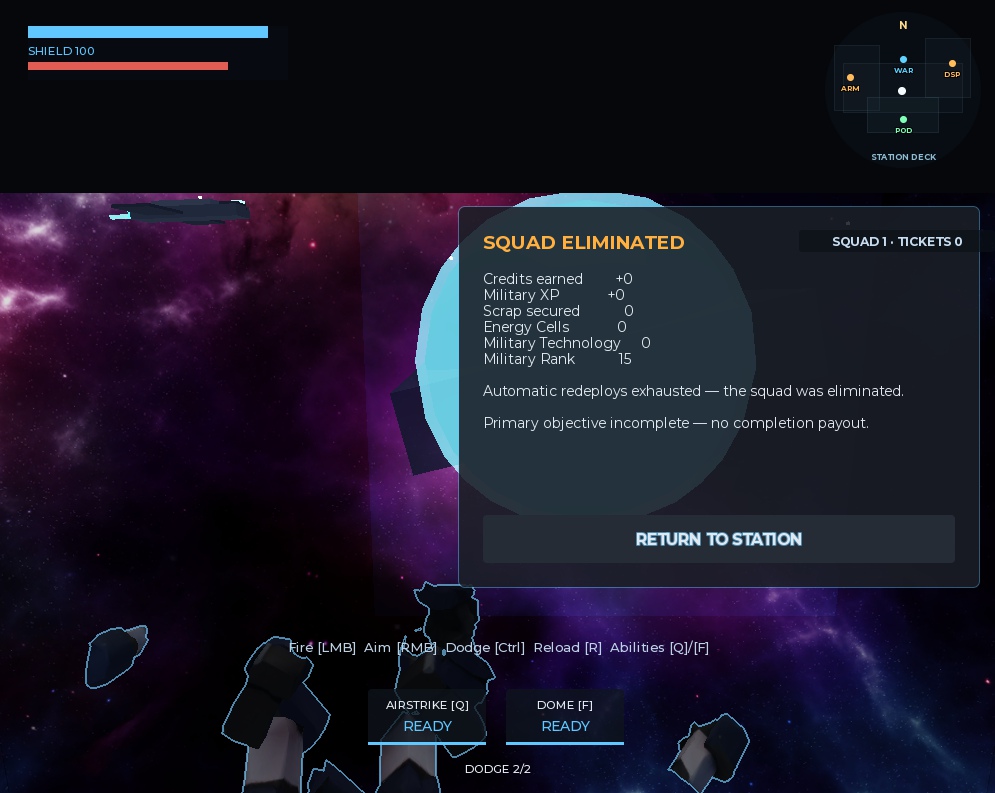 SHIELD 100
N
WAR
DSP
ARM
POD
STATION DECK
SQUAD ELIMINATED
SQUAD 1 · TICKETS 0
Credits earned +0
Military XP +0
Scrap secured 0
Energy Cells 0
Military Technology 0
Military Rank 15
Automatic redeploys exhausted — the squad was eliminated.
Primary objective incomplete — no completion payout.
RETURN TO STATION
Fire [LMB] Aim [RMB] Dodge [Ctrl] Reload [R] Abilities [Q]/[F]
AIRSTRIKE [Q] DOME [F]
READY READY
DODGE 2/2